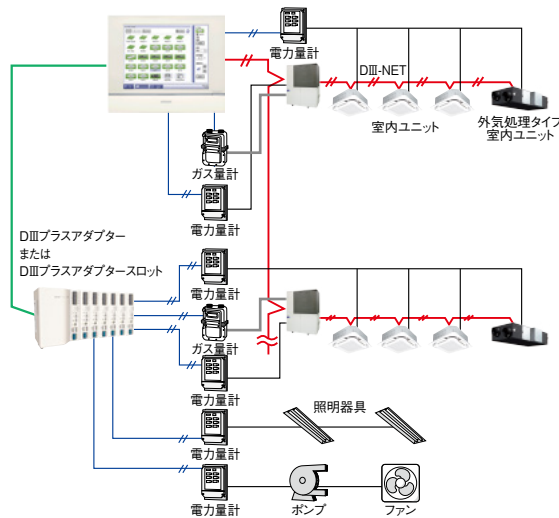 電力量計
DⅢ-NET
室内ユニット
外気処理タイプ
室内ユニット
ガス量計
電力量計
DⅢプラスアダプター
または
DⅢプラスアダプタースロット
電力量計
ガス量計
電力量計
照明器具
電力量計
電力量計
ポンプ
ファン